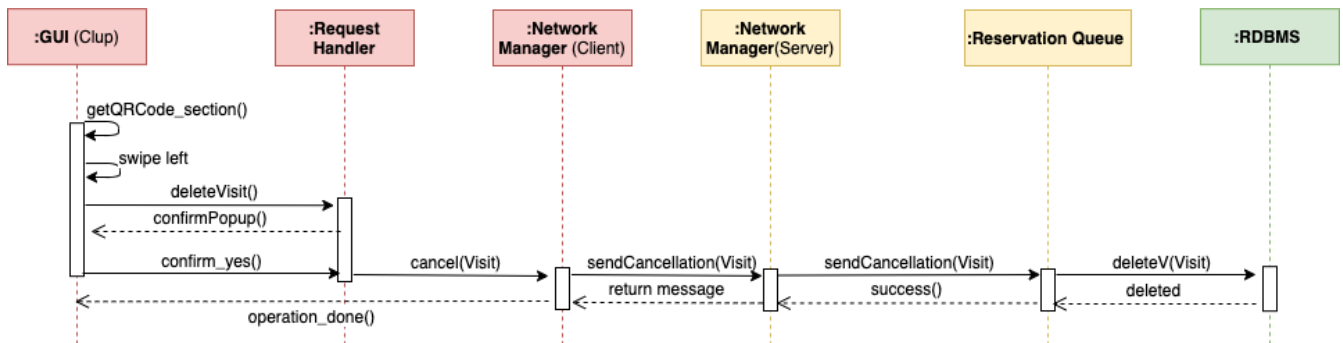 :GUI (Clup)
:Request
Handler
:Network
Manager (Client)
:Network
Manager(Server)
:Reservation Queue
:RDBMS
getQRCode_section()
swipe left
deleteVisit()
confirmPopup()
confirm_yes()
cancel(Visit)
sendCancellation(Visit)
sendCancellation(Visit)
deleteV(Visit)
return message
success()
deleted
operation_done()